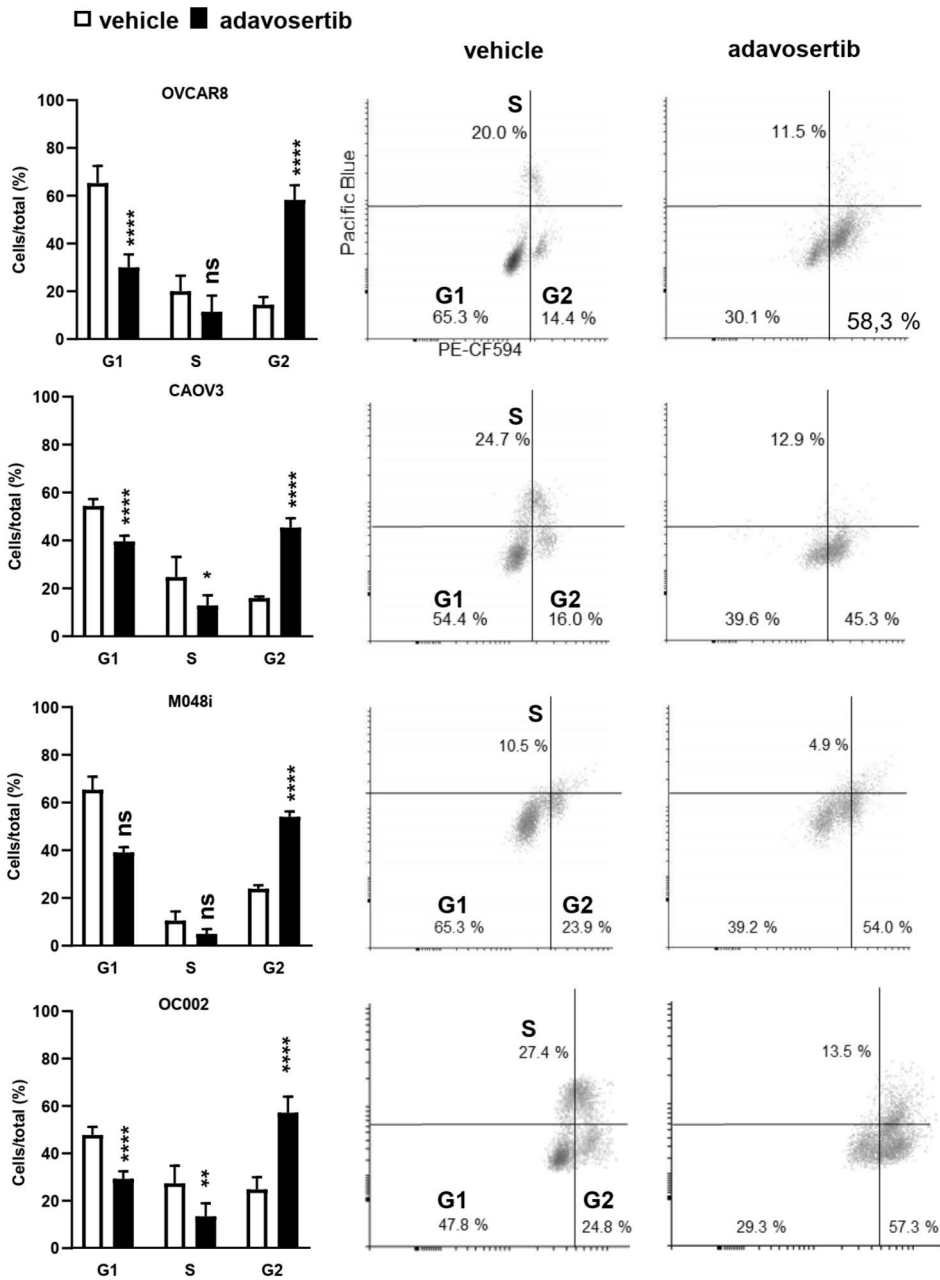 vehicle adavosertib
vehicle adavosertib
OVCAR8
Cells/total (%)
100
80
60
40
20
0
****
ns
****
G1 S G2
Pacific Blue
S
20.0 %
G1 G2
65.3 % 14.4 %
PE-CF594
11.5 %
30.1 % 58,3 %
CAOV3
Cells/total (%)
100
80
60
40
20
0
****
*
****
G1 S G2
S
24.7 %
G1 G2
54.4 % 16.0 %
12.9 %
39.6 % 45.3 %
M048i
Cells/total (%)
100
80
60
40
20
0
ns
ns
****
G1 S G2
S
10.5 %
G1 G2
65.3 % 23.9 %
4.9 %
39.2 % 54.0 %
OC002
Cells/total (%)
100
80
60
40
20
0
****
**
****
G1 S G2
S
27.4 %
G1 G2
47.8 % 24.8 %
13.5 %
29.3 % 57.3 %